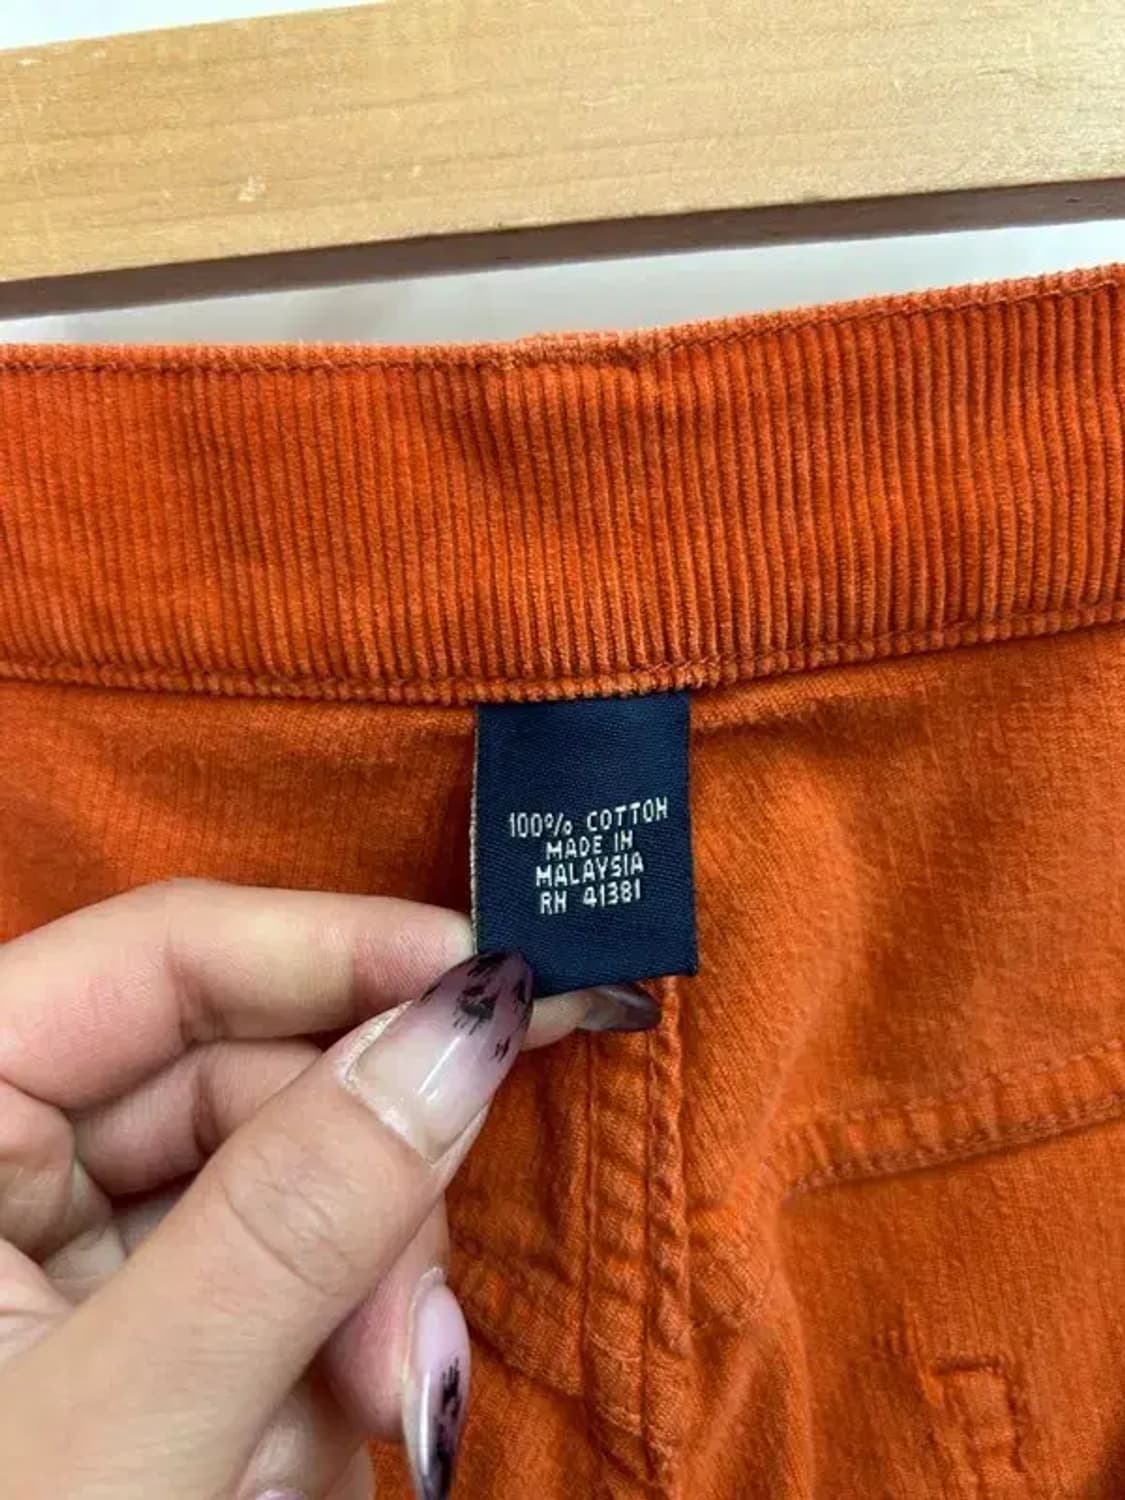 100% COTTON
MADE IN
MALAYSIA
RN 41381